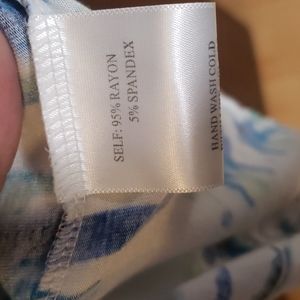 SELF: 95% RAYON
5% SPANDEX
HAND WASH COLD